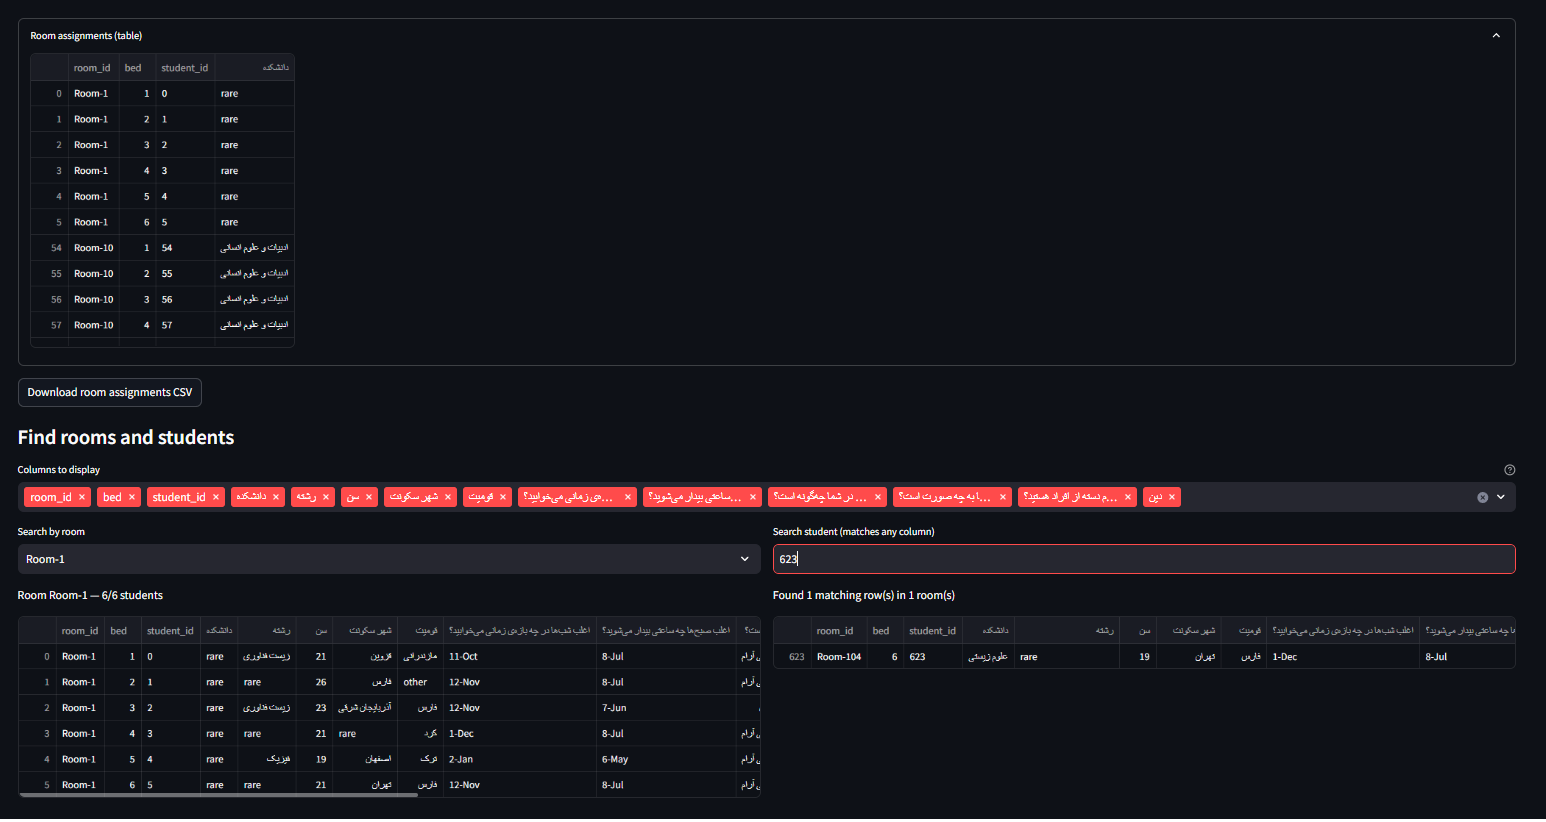 Room assignments (table)
room_id bed student_id دانشکده
0 Room-1 1 0 rare
1 Room-1 2 1 rare
2 Room-1 3 2 rare
3 Room-1 4 3 rare
4 Room-1 5 4 rare
5 Room-1 6 5 rare
54 Room-10 1 54 ادبیات و علوم انسانی
55 Room-10 2 55 ادبیات و علوم انسانی
56 Room-10 3 56 ادبیات و علوم انسانی
57 Room-10 4 57 ادبیات و علوم انسانی
Download room assignments CSV
Find rooms and students
Columns to display
room_id × bed × student_id × دانشکده × رشته × سن × شهر سکونت × قومیت × ...ه‌ی زمانی می‌خوابید؟ × ...ساعتی بیدار می‌شوید؟ × ... در شما چه‌گونه است؟ × ...ا به چه صورت است؟ × ...م دسته از افراد هستید؟ × دین ×
Search by room
Room-1
Room Room-1 — 6/6 students
room_id bed student_id دانشکده رشته سن شهر سکونت قومیت اغلب شب‌ها در چه بازه‌ی زمانی می‌خوابید؟ اغلب صبح‌ها چه ساعتی بیدار می‌شوید؟ ست؟
0 Room-1 1 0 rare زیست فناوری 21 قزوین مازندرانی 11-Oct 8-Jul ی آرام
1 Room-1 2 1 rare rare 26 فارس other 12-Nov 8-Jul ی آرام
2 Room-1 3 2 rare زیست فناوری 23 آذربایجان شرقی فارس 12-Nov 7-Jun
3 Room-1 4 3 rare rare 21 rare کرد 1-Dec 8-Jul ی آرام
4 Room-1 5 4 rare فیزیک 19 اصفهان ترک 2-Jan 6-May ی آرام
5 Room-1 6 5 rare rare 21 تهران فارس 12-Nov 8-Jul ی آرام
Search student (matches any column)
623
Found 1 matching row(s) in 1 room(s)
room_id bed student_id دانشکده رشته سن شهر سکونت قومیت اغلب شب‌ها در چه بازه‌ی زمانی می‌خوابید؟ ا چه ساعتی بیدار می‌شوید؟
623 Room-104 6 623 علوم زیستی rare 19 تهران فارس 1-Dec 8-Jul